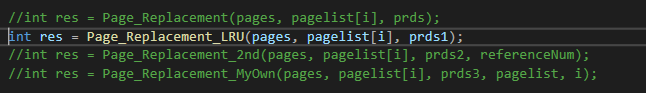 //int res = Page_Replacement(pages, pagelist[i], prds);
int res = Page_Replacement_LRU(pages, pagelist[i], prds1);
//int res = Page_Replacement_2nd(pages, pagelist[i], prds2, referenceNum);
//int res = Page_Replacement_MyOwn(pages, pagelist[i], prds3, pagelist, i);